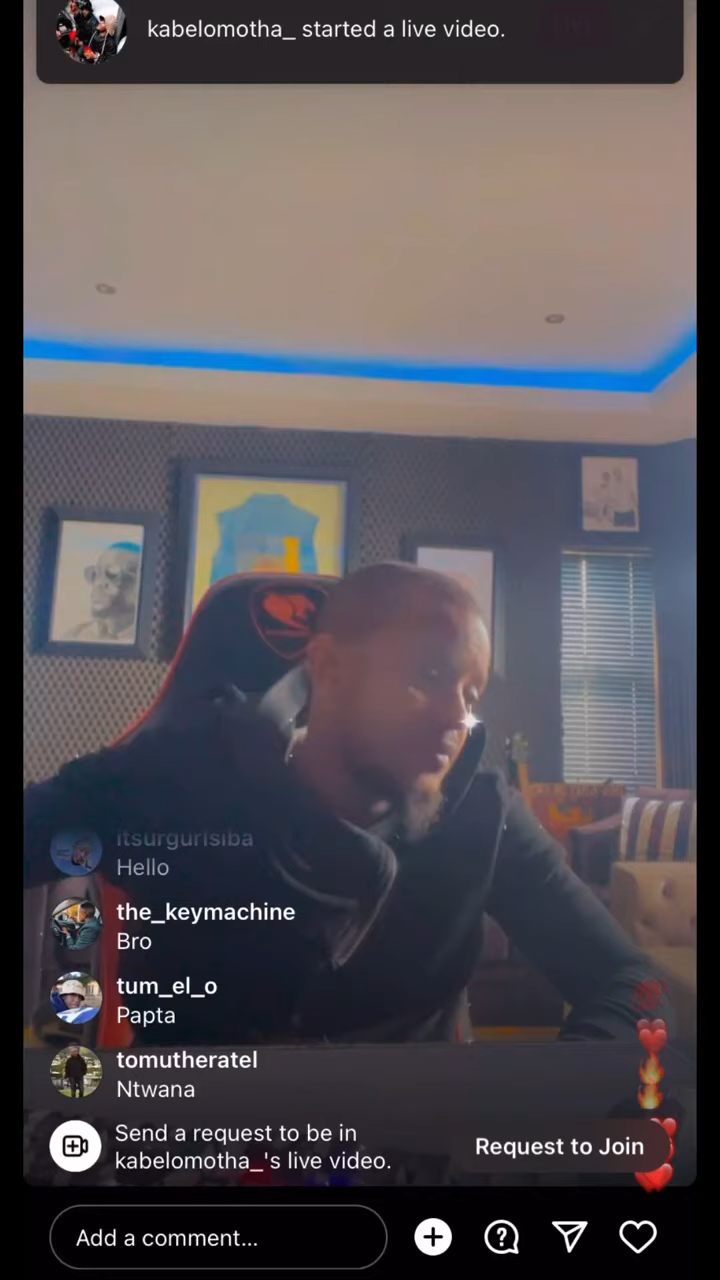 kabelomotha_ started a live video.
itsurgurlsiba
Hello
the_keymachine
Bro
tum_el_o
Papta
tomutheratel
Ntwana
Send a request to be in
kabelomotha_'s live video.
Request to Join
Add a comment...